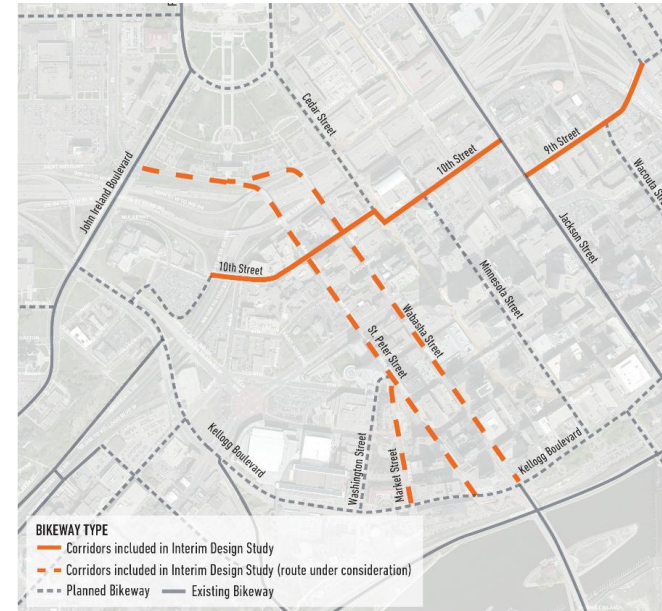 Cedar Street
John Ireland Boulevard
10th Street
9th Street
Wacouta
Jackson Street
10th Street
Minnesota Street
Wabasha Street
St. Peter Street
Kellogg Boulevard
Washington Street
Market Street
Kellogg Boulevard
BIKEWAY TYPE
Corridors included in Interim Design Study
Corridors included in Interim Design Study (route under consideration)
Planned Bikeway
Existing Bikeway